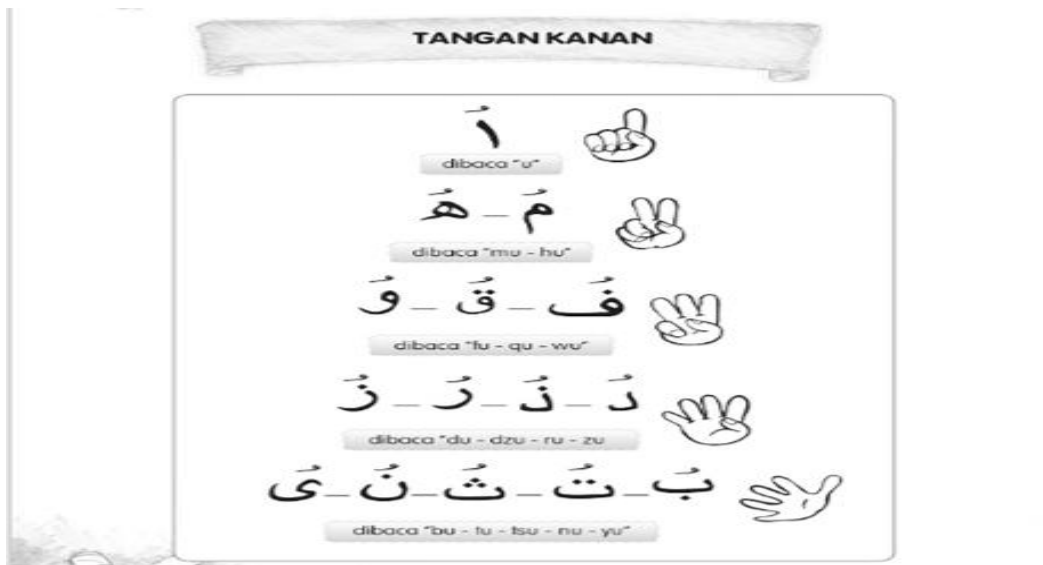 TANGAN KANAN
اُ
dibaca "u"
مُ – هُ
dibaca "mu - hu"
فُ – قُ – وُ
dibaca "fu - qu - wu"
دُ – ذُ – رُ – زُ
dibaca "du - dzu - ru - zu
بُ – تُ – ثُ – نُ – ىُ
dibaca "bu - tu - tsu - nu - yu"